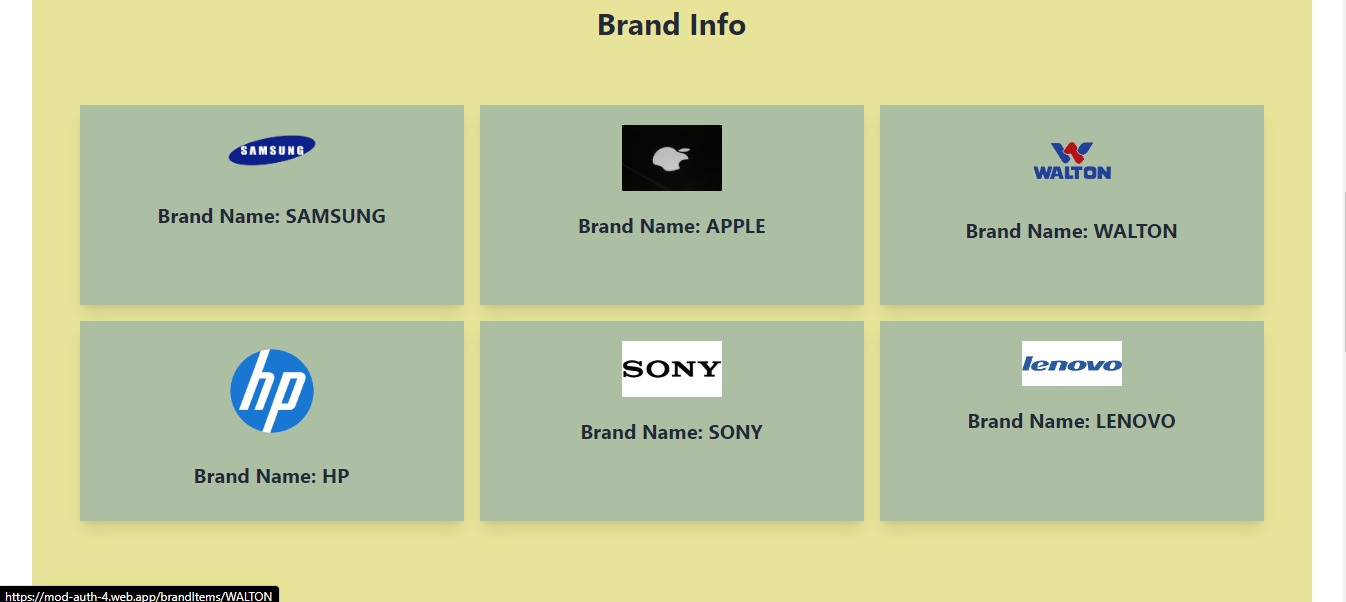 Brand Info
SAMSUNG
Brand Name: SAMSUNG
Brand Name: APPLE
WALTON
Brand Name: WALTON
hp
Brand Name: HP
SONY
Brand Name: SONY
lenovo
Brand Name: LENOVO
https://mod-auth-4.web.app/brandItems/WALTON